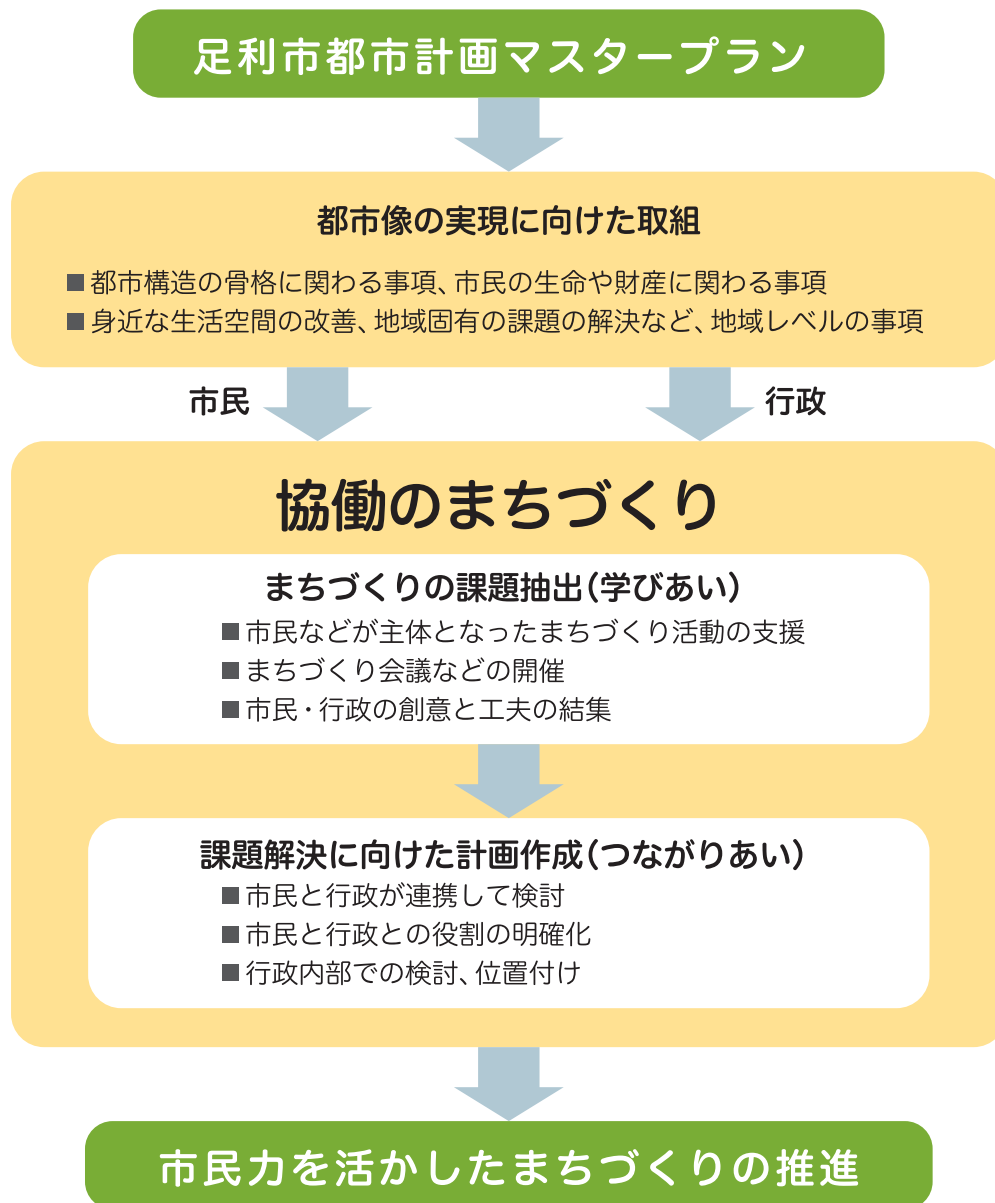 足利市都市計画マスタープラン
都市像の実現に向けた取組
■都市構造の骨格に関わる事項、市民の生命や財産に関わる事項
■身近な生活空間の改善、地域固有の課題の解決など、地域レベルの事項
市民
行政
協働のまちづくり
まちづくりの課題抽出（学びあい）
■市民などが主体となったまちづくり活動の支援
■まちづくり会議などの開催
■市民・行政の創意と工夫の結集
課題解決に向けた計画作成（つながりあい）
■市民と行政が連携して検討
■市民と行政との役割の明確化
■行政内部での検討、位置付け
市民力を活かしたまちづくりの推進